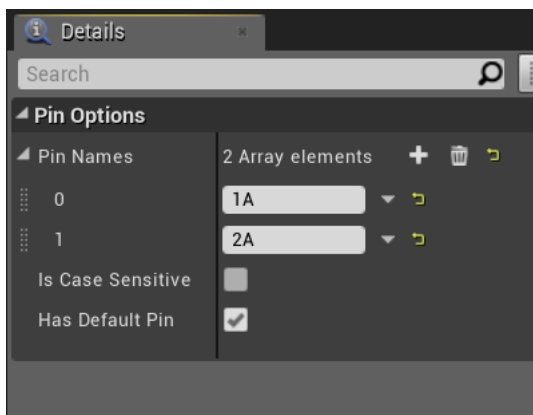 Details
Search
Pin Options
Pin Names 2 Array elements
0 1A
1 2A
Is Case Sensitive
Has Default Pin